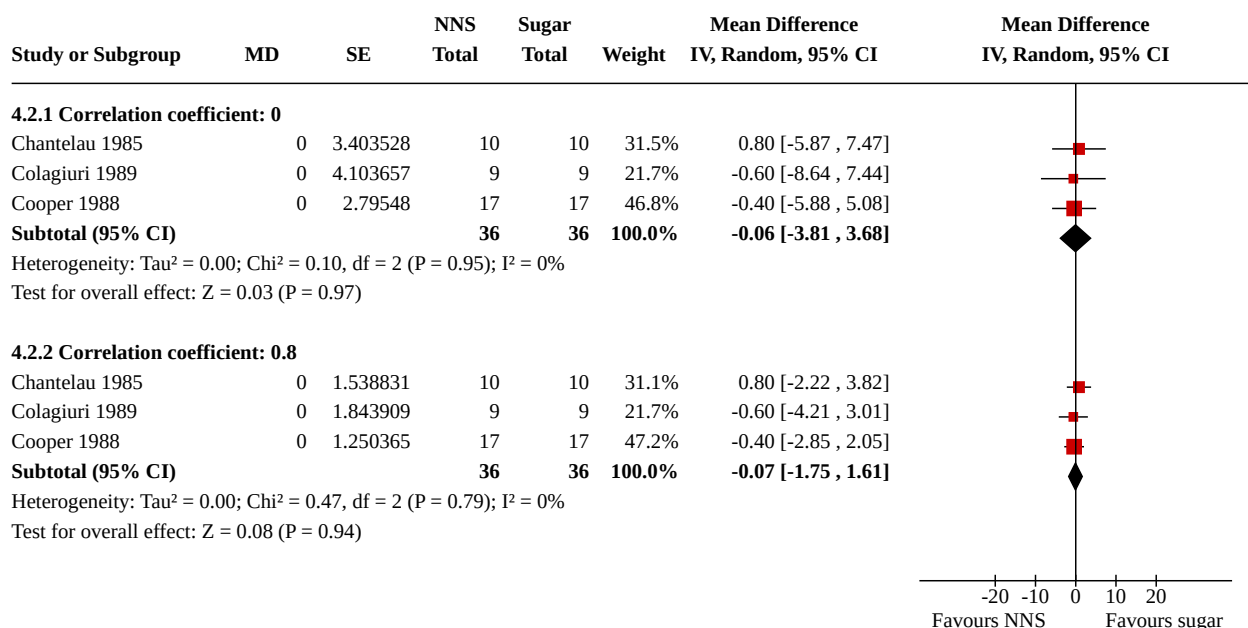 NNS Sugar Mean Difference Mean Difference
Study or Subgroup MD SE Total Total Weight IV, Random, 95% CI IV, Random, 95% CI
4.2.1 Correlation coefficient: 0
Chantelau 1985 0 3.403528 10 10 31.5% 0.80 [-5.87 , 7.47]
Colagiuri 1989 0 4.103657 9 9 21.7% -0.60 [-8.64 , 7.44]
Cooper 1988 0 2.79548 17 17 46.8% -0.40 [-5.88 , 5.08]
Subtotal (95% CI) 36 36 100.0% -0.06 [-3.81 , 3.68]
Heterogeneity: Tau² = 0.00; Chi² = 0.10, df = 2 (P = 0.95); I² = 0%
Test for overall effect: Z = 0.03 (P = 0.97)
4.2.2 Correlation coefficient: 0.8
Chantelau 1985 0 1.538831 10 10 31.1% 0.80 [-2.22 , 3.82]
Colagiuri 1989 0 1.843909 9 9 21.7% -0.60 [-4.21 , 3.01]
Cooper 1988 0 1.250365 17 17 47.2% -0.40 [-2.85 , 2.05]
Subtotal (95% CI) 36 36 100.0% -0.07 [-1.75 , 1.61]
Heterogeneity: Tau² = 0.00; Chi² = 0.47, df = 2 (P = 0.79); I² = 0%
Test for overall effect: Z = 0.08 (P = 0.94)
-20 -10 0 10 20
Favours NNS Favours sugar